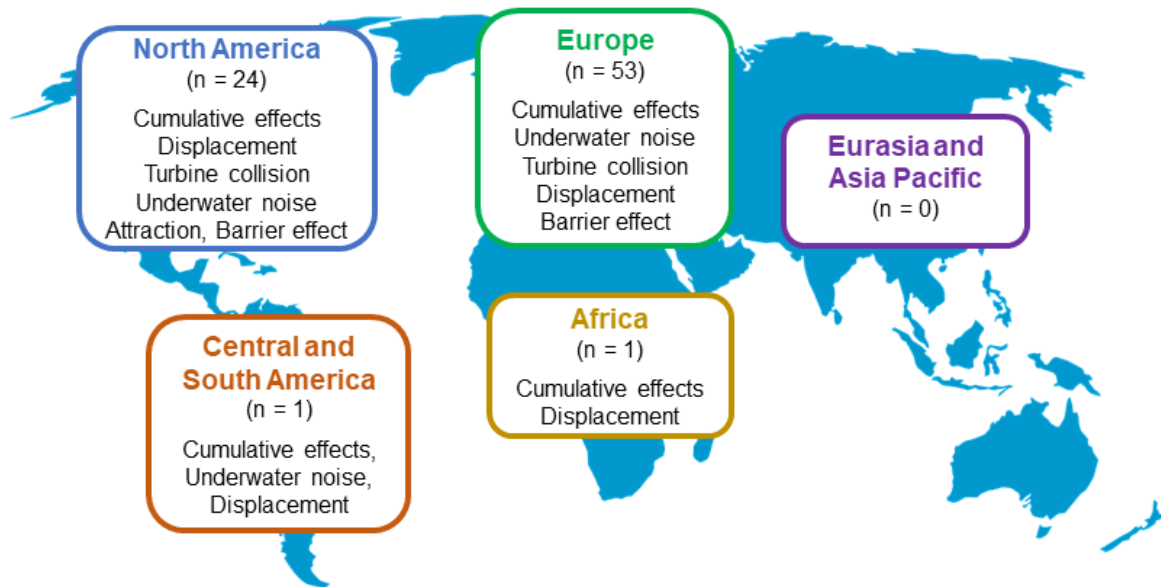 North America
(n = 24)
Cumulative effects
Displacement
Turbine collision
Underwater noise
Attraction, Barrier effect
Europe
(n = 53)
Cumulative effects
Underwater noise
Turbine collision
Displacement
Barrier effect
Eurasia and
Asia Pacific
(n = 0)
Central and
South America
(n = 1)
Cumulative effects,
Underwater noise,
Displacement
Africa
(n = 1)
Cumulative effects
Displacement